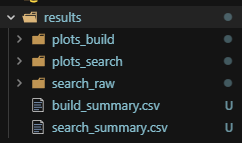 results
plots_build
plots_search
search_raw
build_summary.csv U
search_summary.csv U